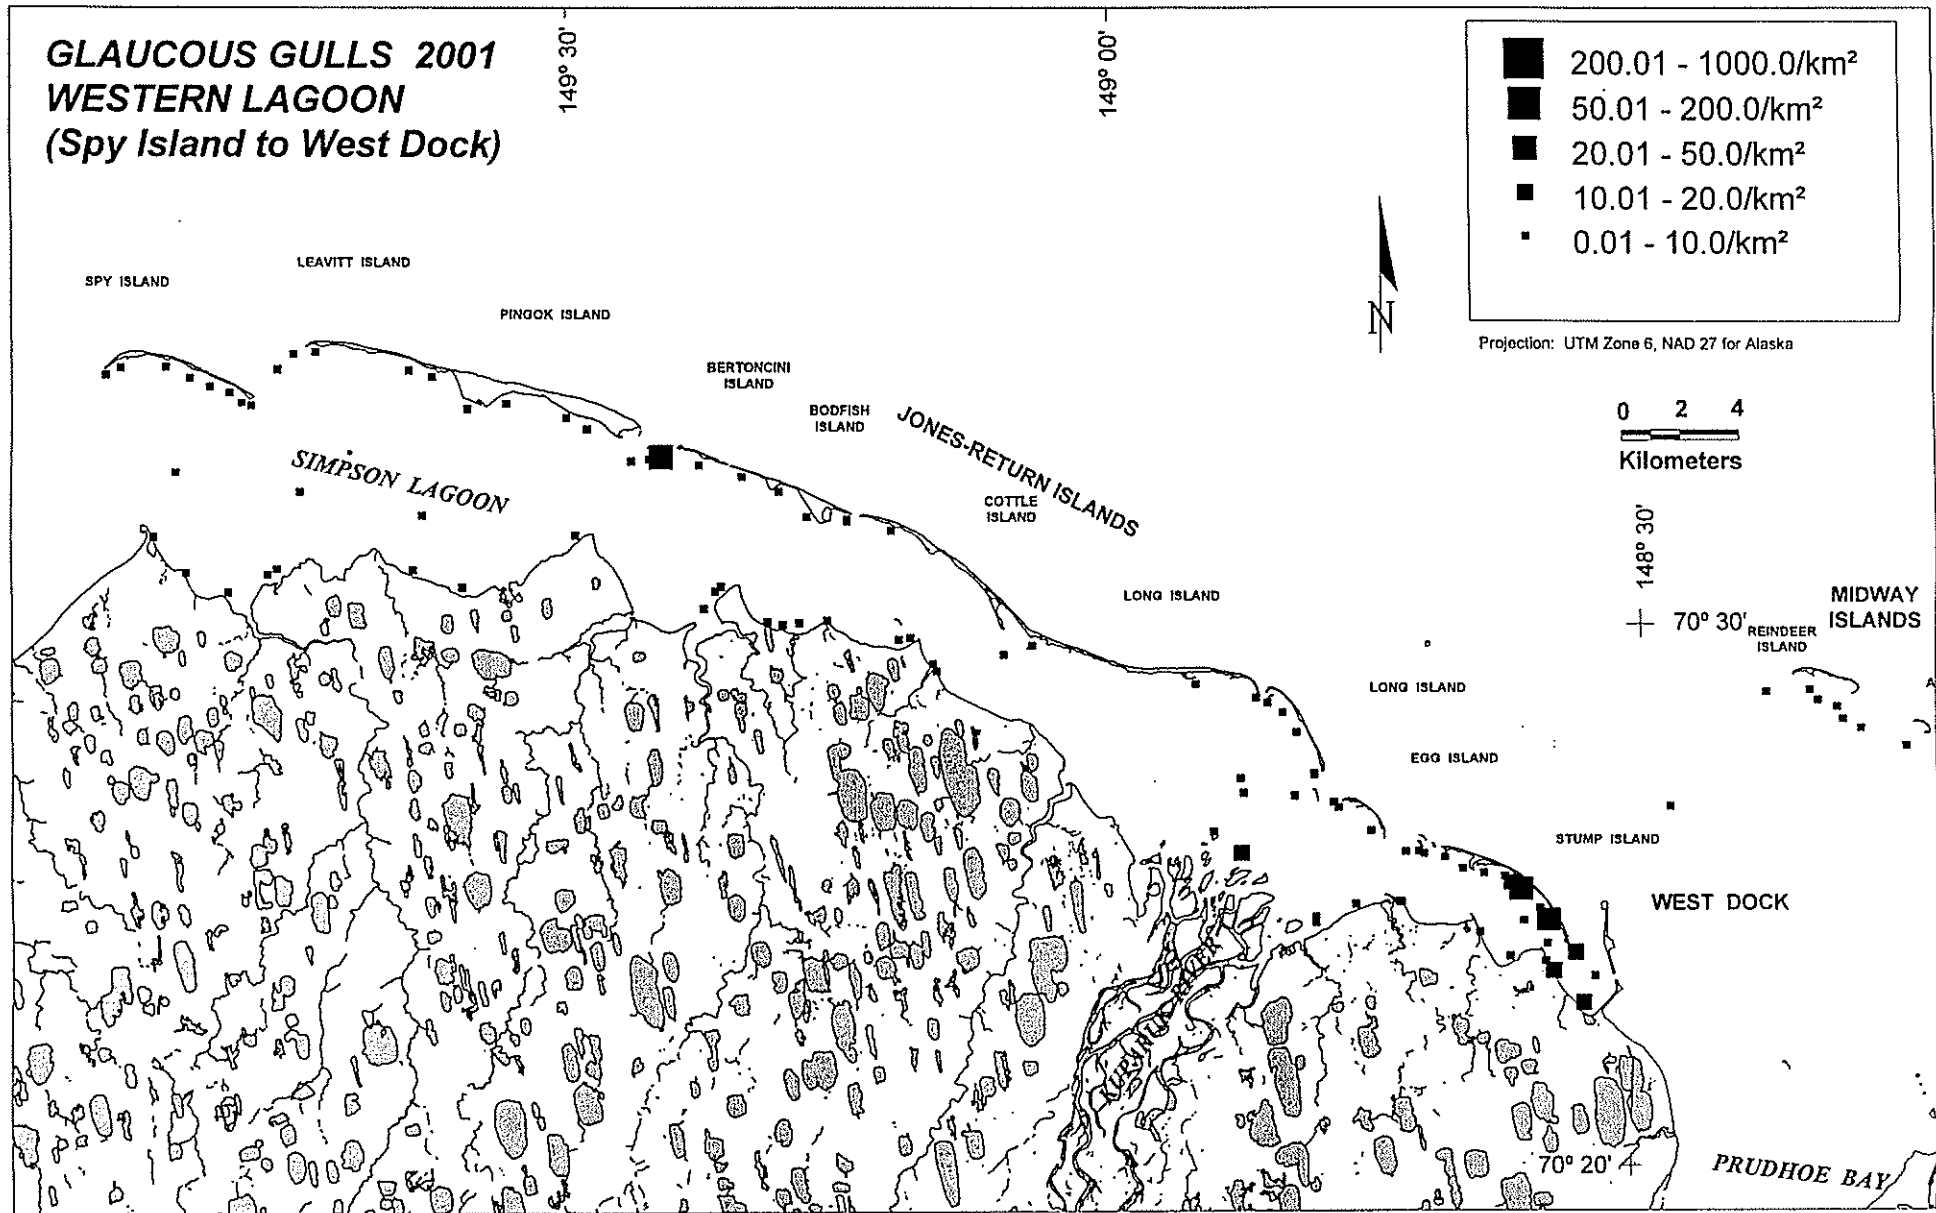 GLAUCOUS GULLS 2001
WESTERN LAGOON
(Spy Island to West Dock)
149° 30'
149° 00'
200.01 - 1000.0/km²
50.01 - 200.0/km²
20.01 - 50.0/km²
10.01 - 20.0/km²
0.01 - 10.0/km²
Projection: UTM Zone 6, NAD 27 for Alaska
N
0 2 4
Kilometers
SPY ISLAND
LEAVITT ISLAND
PINGOK ISLAND
BERTONCINI
ISLAND
BODFISH
ISLAND
JONES-RETURN ISLANDS
SIMPSON LAGOON
COTTLE
ISLAND
148° 30'
LONG ISLAND
70° 30'
MIDWAY
ISLANDS
REINDEER
ISLAND
A
LONG ISLAND
EGG ISLAND
STUMP ISLAND
WEST DOCK
KUPARUK RIVER
70° 20'
PRUDHOE BAY